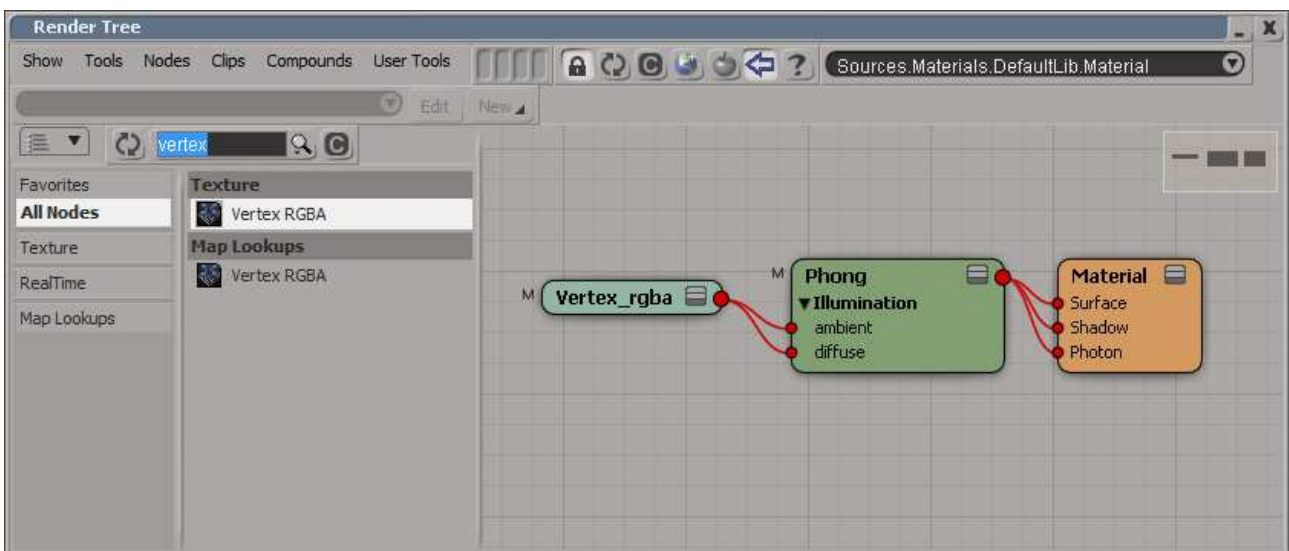 Render Tree
Show Tools Nodes Clips Compounds User Tools
Sources.Materials.DefaultLib.Material
Edit New
vertex
Favorites
All Nodes
Texture
RealTime
Map Lookups
Texture
Vertex RGBA
Map Lookups
Vertex RGBA
M
Vertex_rgba
M
Phong
Illumination
ambient
diffuse
Material
Surface
Shadow
Photon